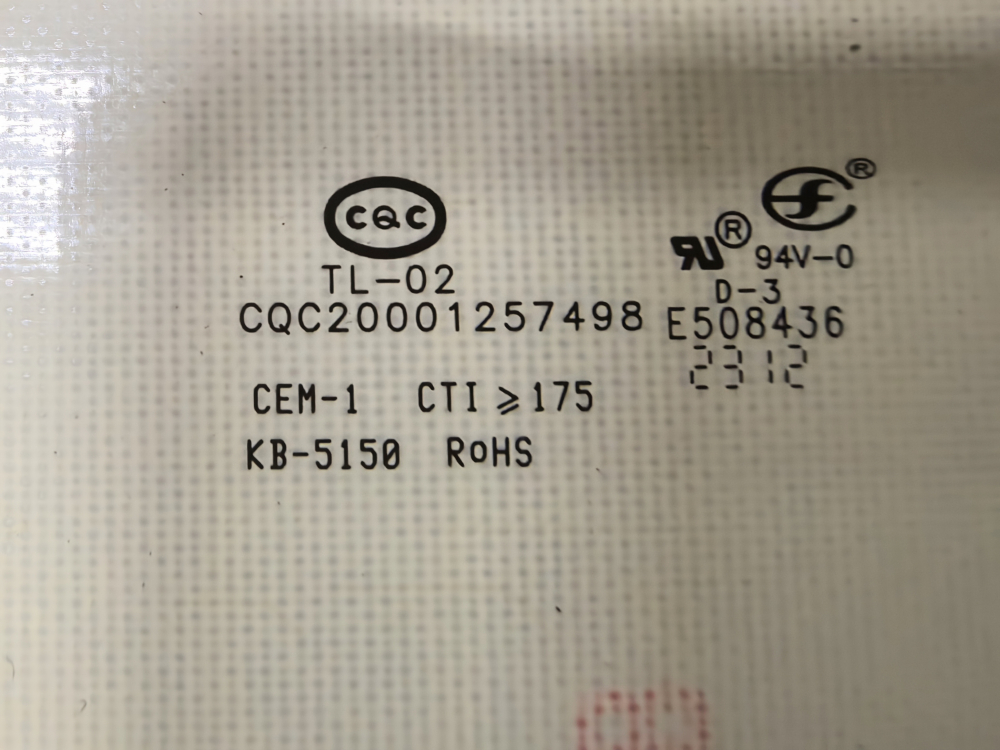 CQC
TL-02
CQC20001257498
CEM-1 CTI ≥ 175
KB-5150 RoHS
®
® 94V-0
D-3
E508436
2312